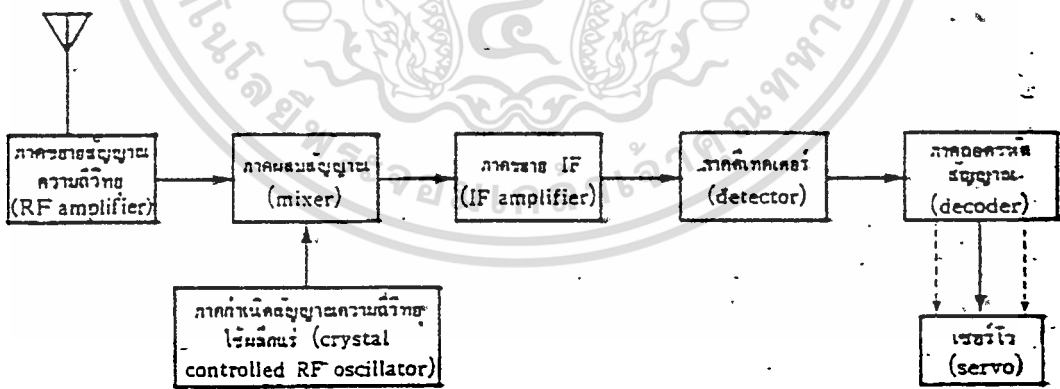 ภาคขยายสัญญาณ
ความถี่วิทยุ
(RF amplifier)
ภาคผสมสัญญาณ
(mixer)
ภาคขยาย IF
(IF amplifier)
ภาคดีเทคเตอร์
(detector)
ภาคถอดรหัส
สัญญาณ
(decoder)
ภาคกำเนิดสัญญาณความถี่วิทยุ
ใช้ผลึกแร่ (crystal
controlled RF oscillator)
เซอร์โว
(servo)